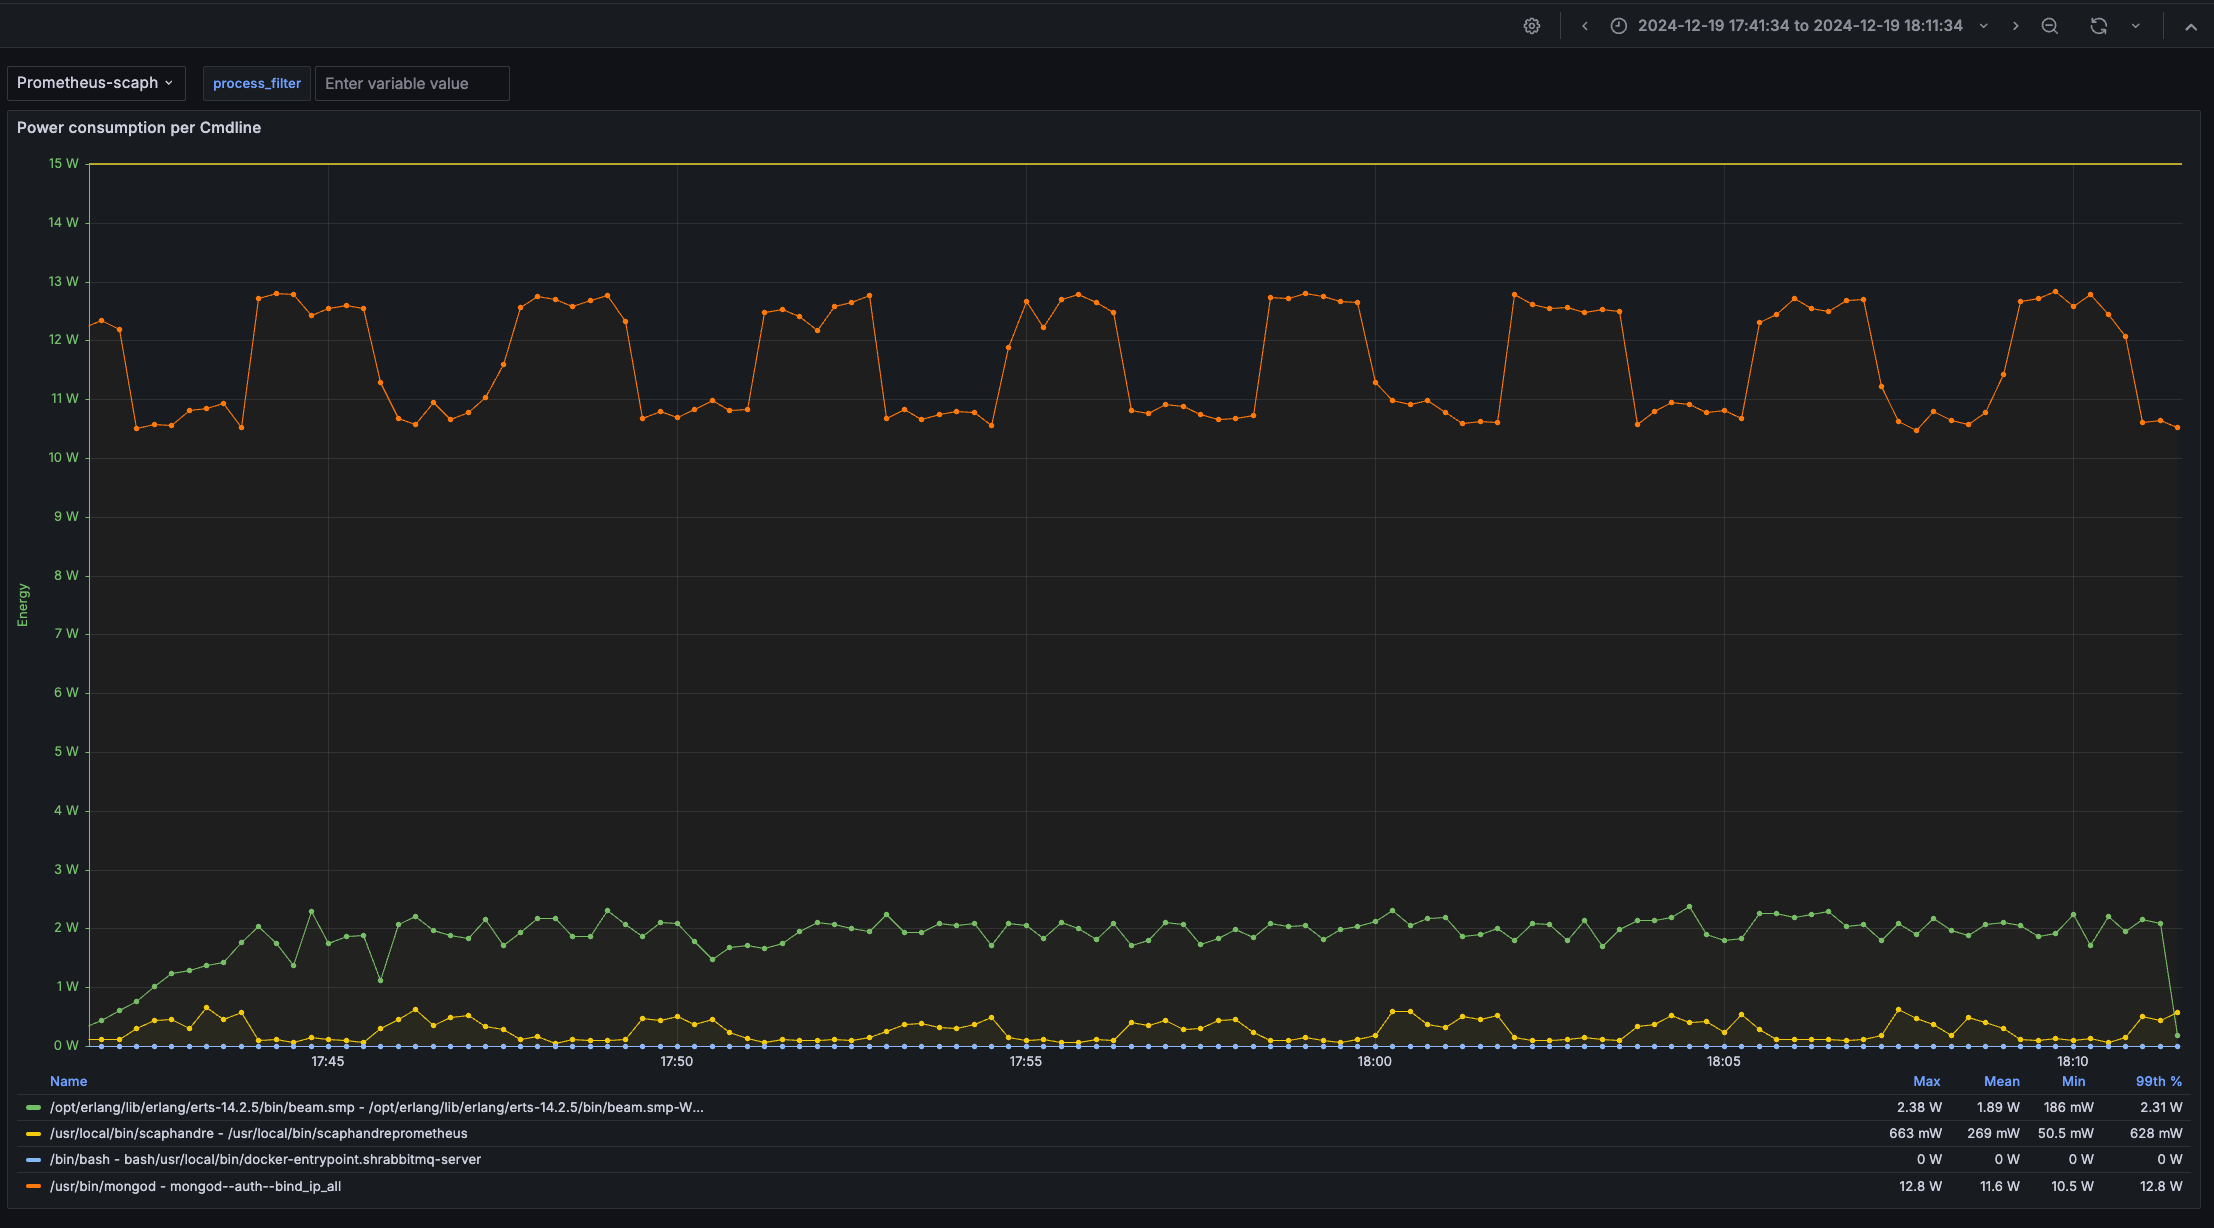 2024-12-19 17:41:34 to 2024-12-19 18:11:34
Prometheus-scaph process_filter Enter variable value
Power consumption per Cmdline
15 W
14 W
13 W
12 W
11 W
10 W
9 W
8 W
7 W
6 W
5 W
4 W
3 W
2 W
1 W
0 W
Energy
17:45 17:50 17:55 18:00 18:05 18:10
Name Max Mean Min 99th %
/opt/erlang/lib/erlang/erts-14.2.5/bin/beam.smp - /opt/erlang/lib/erlang/erts-14.2.5/bin/beam.smp-W... 2.38 W 1.89 W 186 mW 2.31 W
/usr/local/bin/scaphandre - /usr/local/bin/scaphandreprometheus 663 mW 269 mW 50.5 mW 628 mW
/bin/bash - bash/usr/local/bin/docker-entrypoint.shrabbitmq-server 0 W 0 W 0 W 0 W
/usr/bin/mongod - mongod--auth--bind_ip_all 12.8 W 11.6 W 10.5 W 12.8 W